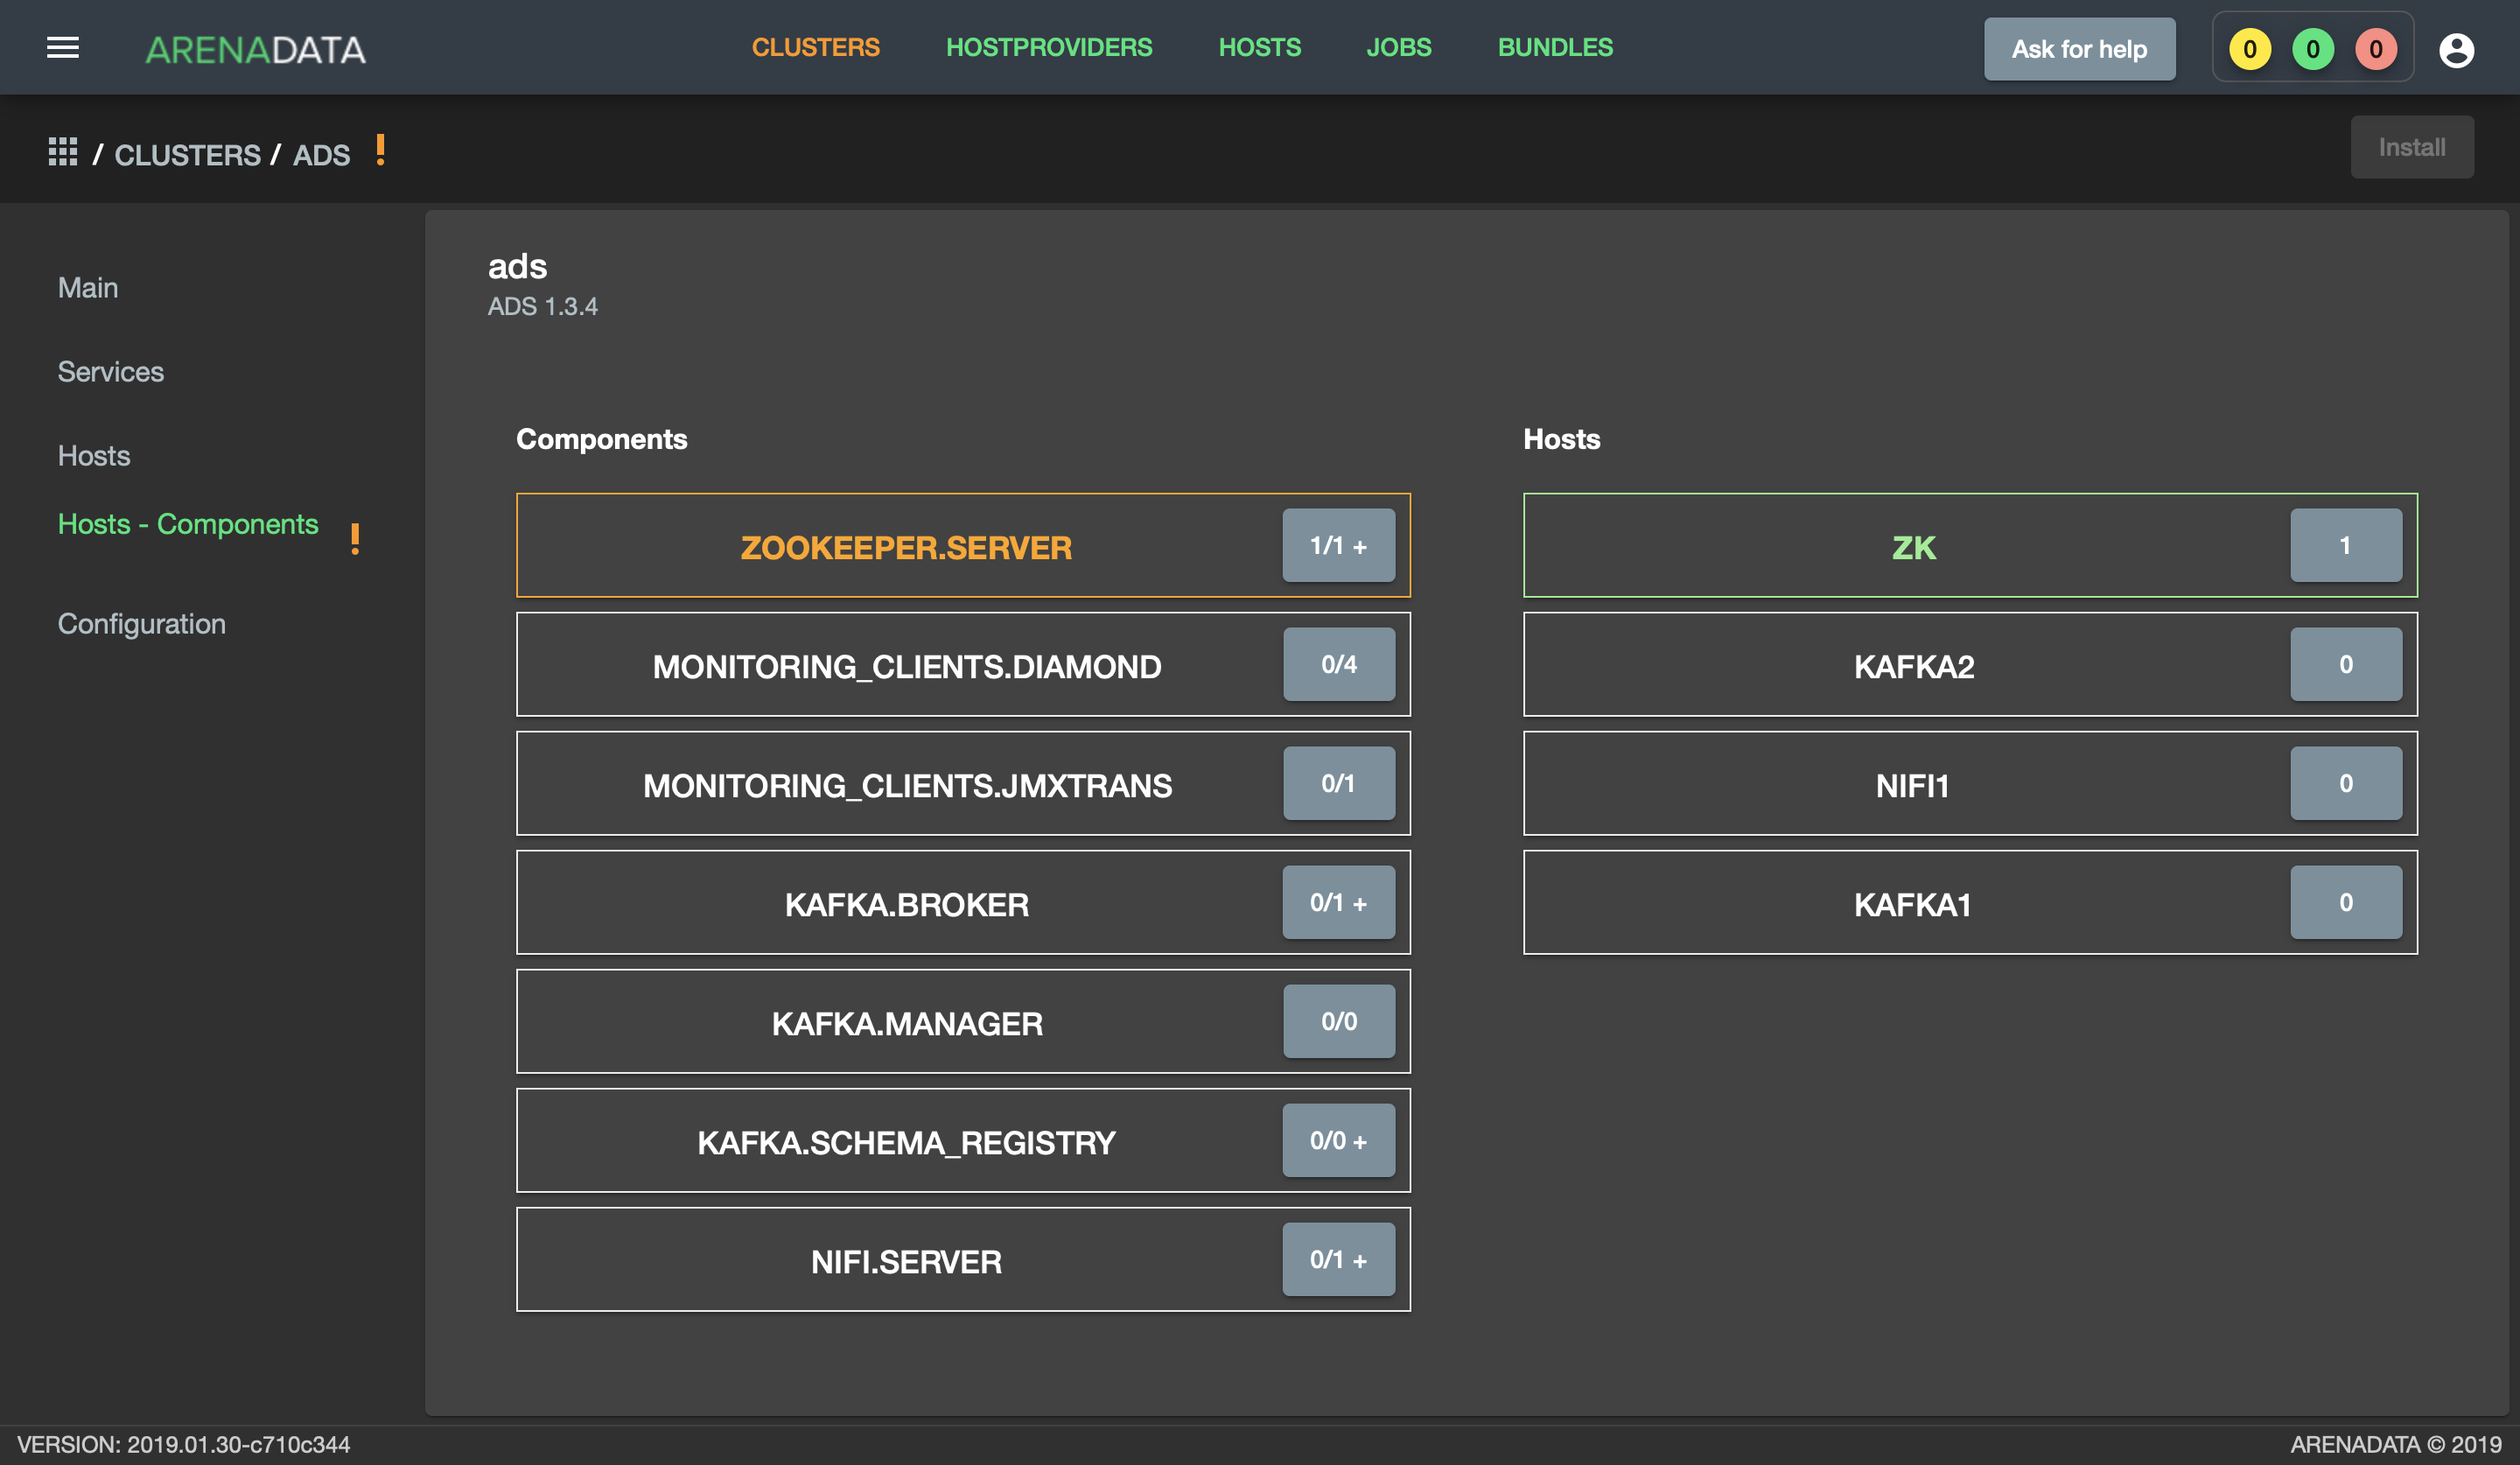 ARENADATA
CLUSTERS HOSTPROVIDERS HOSTS JOBS BUNDLES
Ask for help
0 0 0
/ CLUSTERS / ADS !
Install
Main
Services
Hosts
Hosts - Components !
Configuration
ads
ADS 1.3.4
Components
ZOOKEEPER.SERVER 1/1 +
MONITORING_CLIENTS.DIAMOND 0/4
MONITORING_CLIENTS.JMXTRANS 0/1
KAFKA.BROKER 0/1 +
KAFKA.MANAGER 0/0
KAFKA.SCHEMA_REGISTRY 0/0 +
NIFI.SERVER 0/1 +
Hosts
ZK 1
KAFKA2 0
NIFI1 0
KAFKA1 0
VERSION: 2019.01.30-c710c344
ARENADATA © 2019